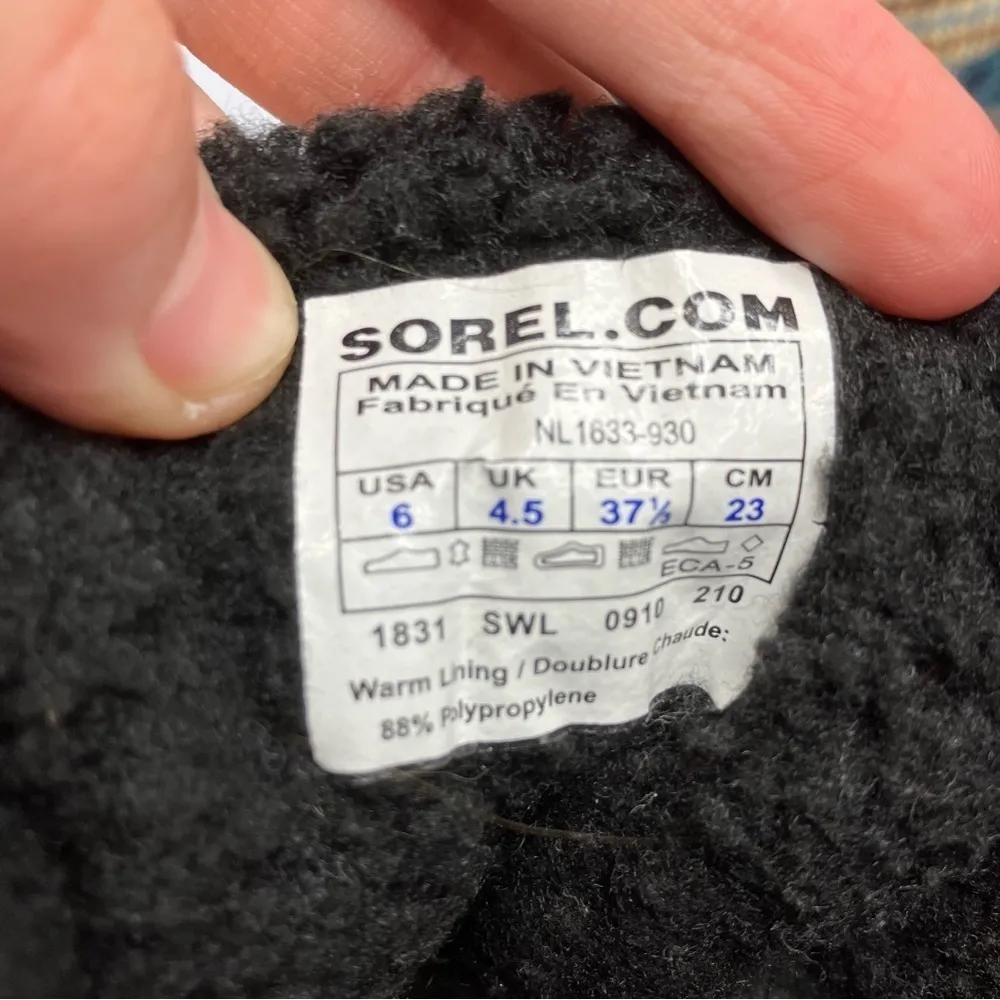 SOREL.COM
MADE IN VIETNAM
Fabriqué En Vietnam
NL1633-930
USA UK EUR CM
6 4.5 37½ 23
ECA-5
1831 SWL 0910 210
Warm Lining / Doublure Chaude:
88% Polypropylene